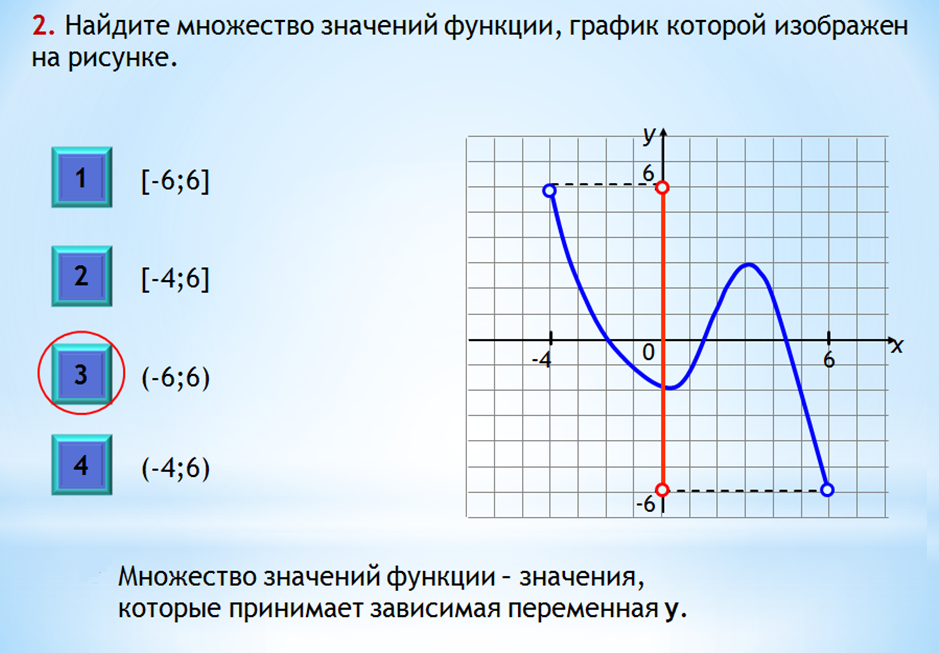 2. Найдите множество значений функции, график которой изображен
на рисунке.
1 [-6;6]
2 [-4;6]
3 (-6;6)
4 (-4;6)
y
6
-4
0
6
x
-6
Множество значений функции – значения,
которые принимает зависимая переменная y.